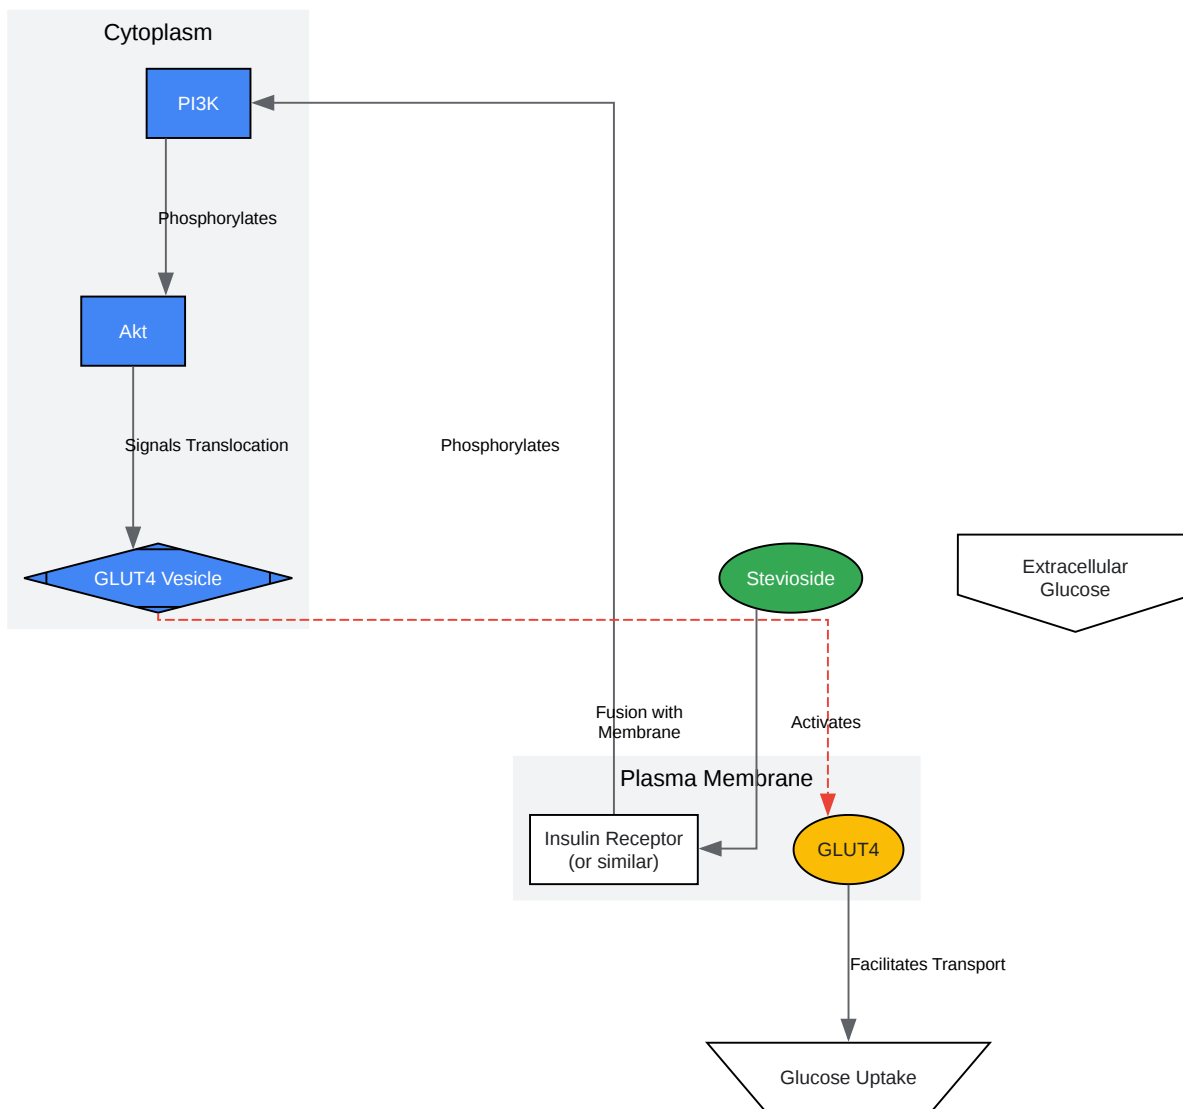 Cytoplasm
PI3K
Phosphorylates
Akt
Signals Translocation
Phosphorylates
GLUT4 Vesicle
Stevioside
Extracellular
Glucose
Fusion with
Membrane
Activates
Plasma Membrane
Insulin Receptor
(or similar)
GLUT4
Facilitates Transport
Glucose Uptake